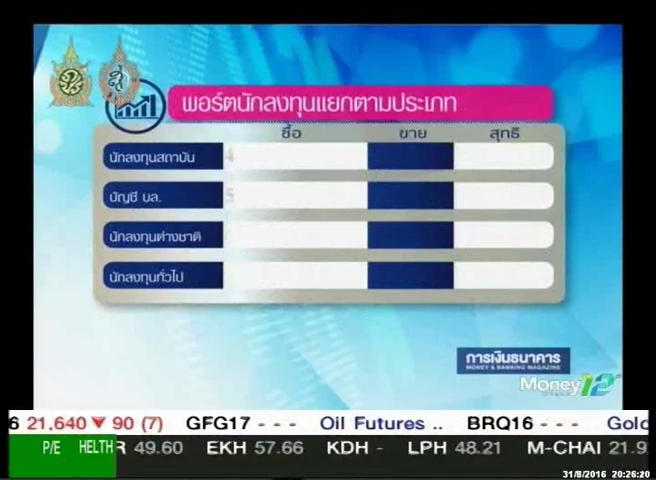 พอร์ตนักลงทุนแยกตามประเภท
ซื้อ ขาย สุทธิ
นักลงทุนสถาบัน 4
บัญชี บล. 5
นักลงทุนต่างชาติ
นักลงทุนทั่วไป
การเงินธนาคาร
MONEY & BANKING MAGAZINE
Money 12
6 21,640 ▼ 90 (7) GFG17 - - - Oil Futures .. BRQ16 - - - Gold
P/E HELTH R 49.60 EKH 57.66 KDH - LPH 48.21 M-CHAI 21.9
31/8/2016 20:26:20